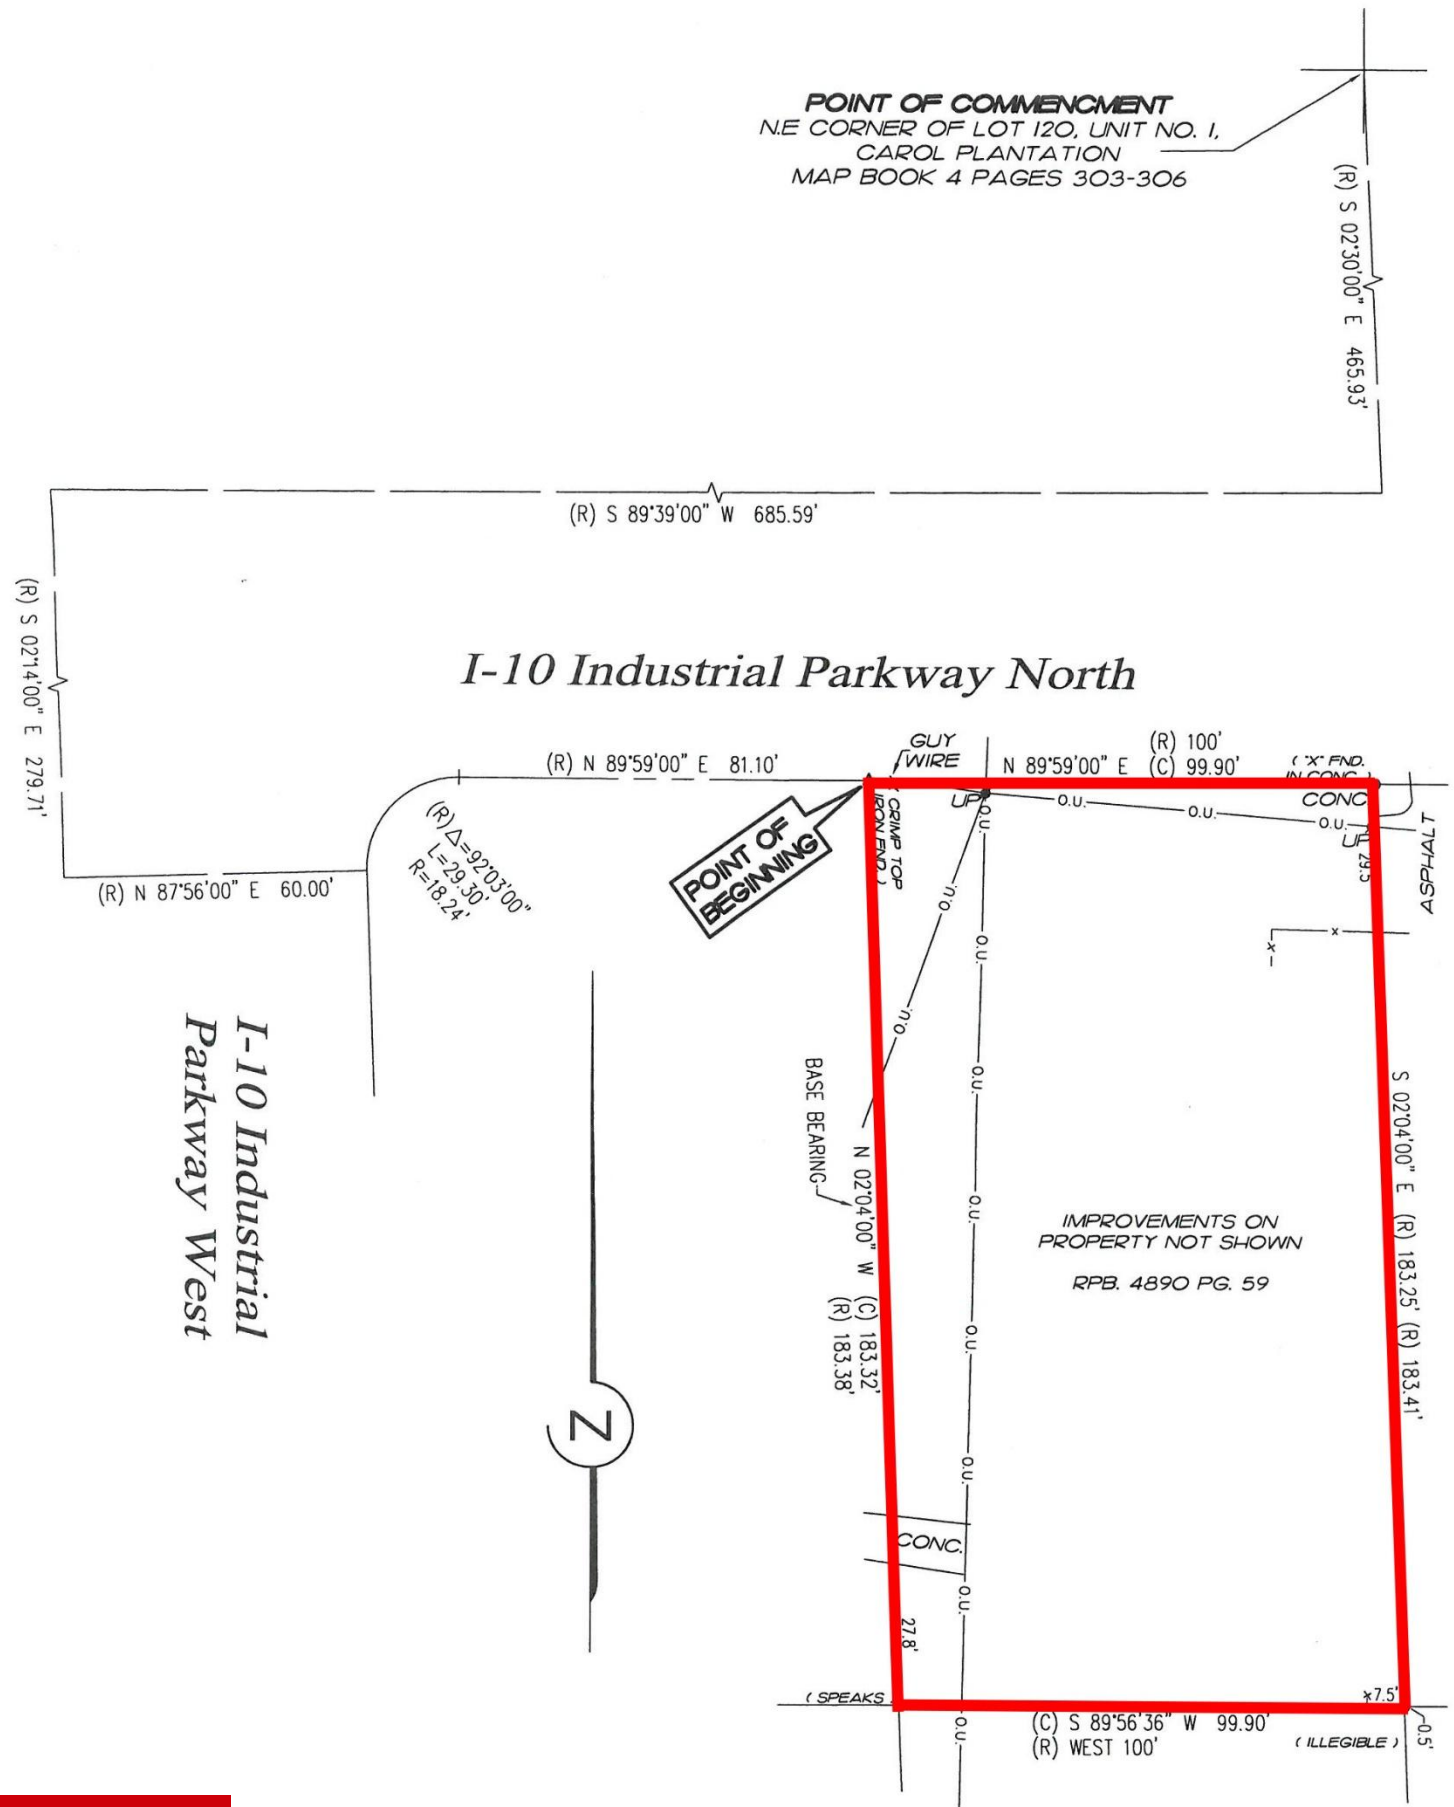 POINT OF COMMENCMENT
N.E CORNER OF LOT 120, UNIT NO. 1,
CAROL PLANTATION
MAP BOOK 4 PAGES 303-306
(R) S 02°30'00" E 465.93'
(R) S 89°39'00" W 685.59'
(R) S 02°14'00" E 279.71'
I-10 Industrial Parkway North
(R) N 89°59'00" E 81.10'
GUY
WIRE
(R) 100'
N 89°59'00" E (C) 99.90'
( "X" FND.
IN CONC.)
CONC
UP
O.U.
O.U.
O.U.
UP
29.5
ASPHALT
( CRIMP TOP
IRON FND. )
POINT OF
BEGINNING
(R) Δ=92°03'00"
L=29.30'
R=18.24'
(R) N 87°56'00" E 60.00'
I-10 Industrial
Parkway West
O.U.
O.U.
O.U.
O.U.
O.U.
O.U.
O.U.
O.U.
O.U.
O.U.
x
x
BASE BEARING
N 02°04'00" W (C) 183.32'
(R) 183.38'
S 02°04'00" E (R) 183.25' (R) 183.41'
IMPROVEMENTS ON
PROPERTY NOT SHOWN
RPB. 4890 PG. 59
N
CONC.
27.8'
( SPEAKS
x7.5'
(C) S 89°56'36" W 99.90'
(R) WEST 100'
( ILLEGIBLE )
0.5'